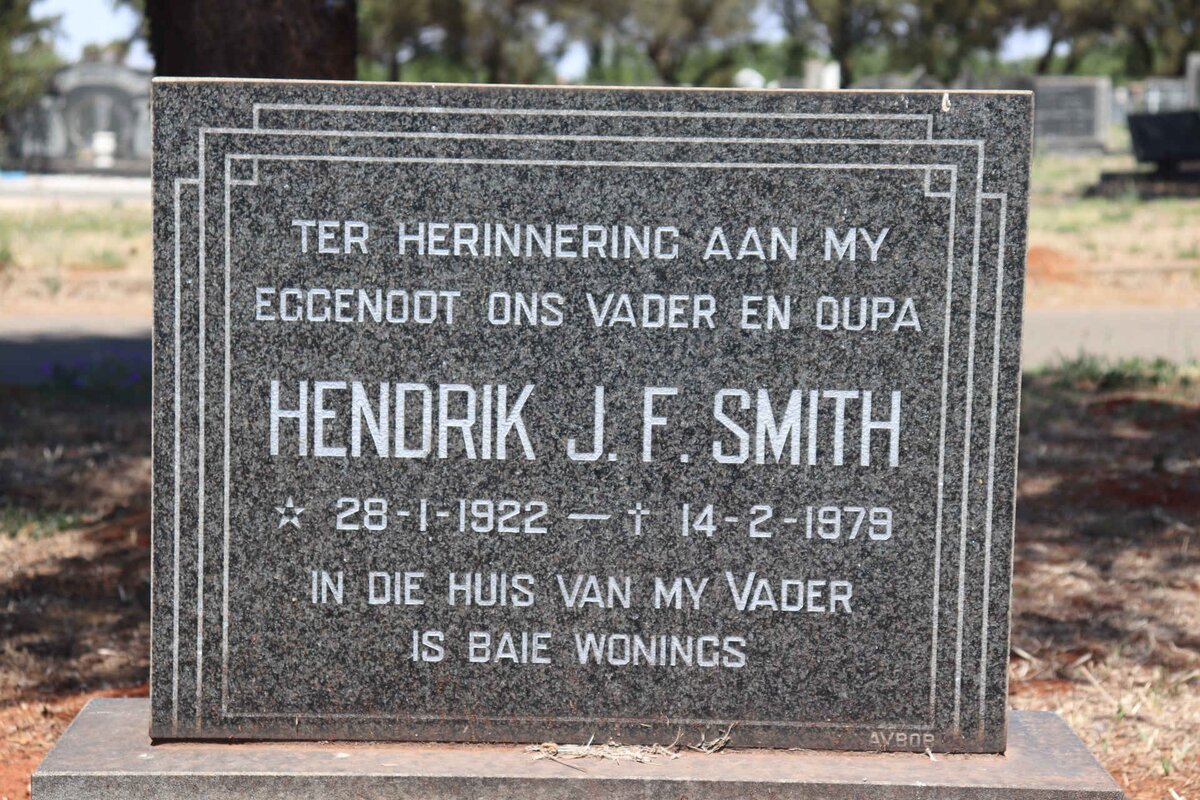 TER HERINNERING AAN MY
EGGENOOT ONS VADER EN OUPA
HENDRIK J. F. SMITH
☆ 28-1-1922 — † 14-2-1979
IN DIE HUIS VAN MY VADER
IS BAIE WONINGS
AVBOB